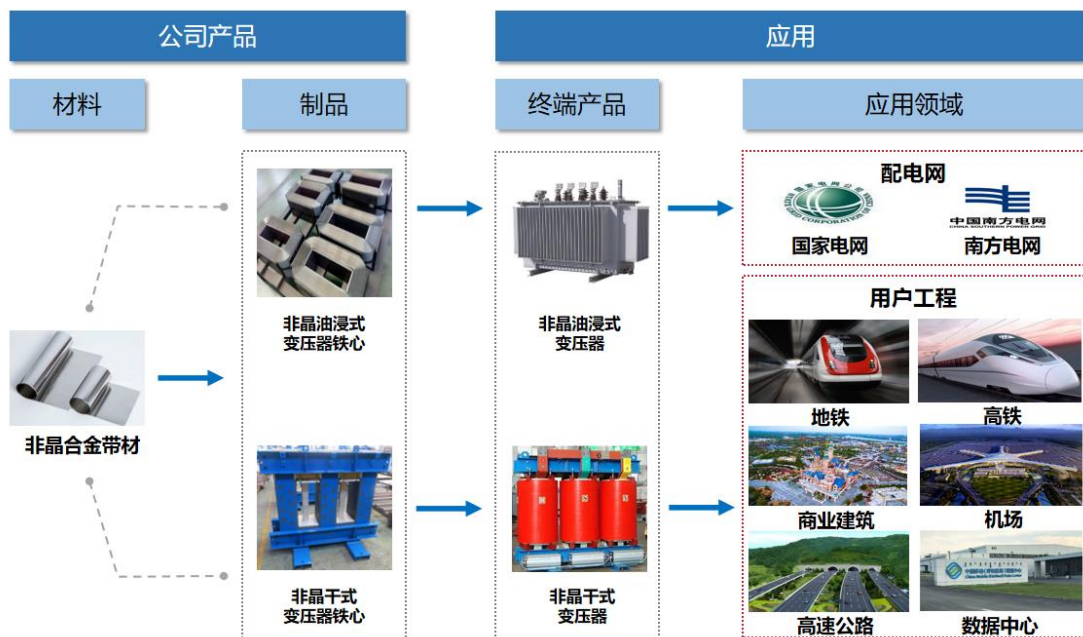 公司产品
应用
材料
制品
终端产品
应用领域
配电网
中国南方电网
CHINA SOUTHERN POWER GRID
国家电网
南方电网
非晶油浸式
变压器铁心
非晶油浸式
变压器
用户工程
地铁
高铁
非晶合金带材
商业建筑
机场
非晶干式
变压器铁心
非晶干式
变压器
高速公路
数据中心